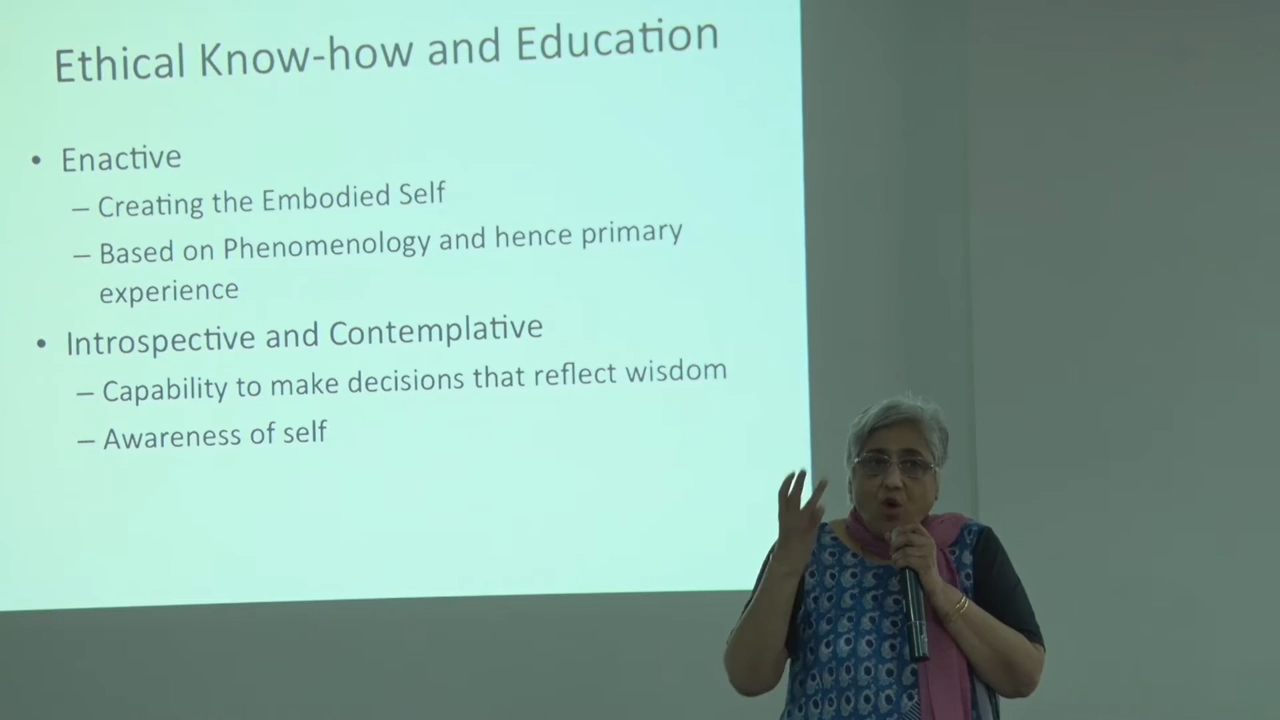 Ethical Know-how and Education
• Enactive
– Creating the Embodied Self
– Based on Phenomenology and hence primary
experience
• Introspective and Contemplative
– Capability to make decisions that reflect wisdom
– Awareness of self